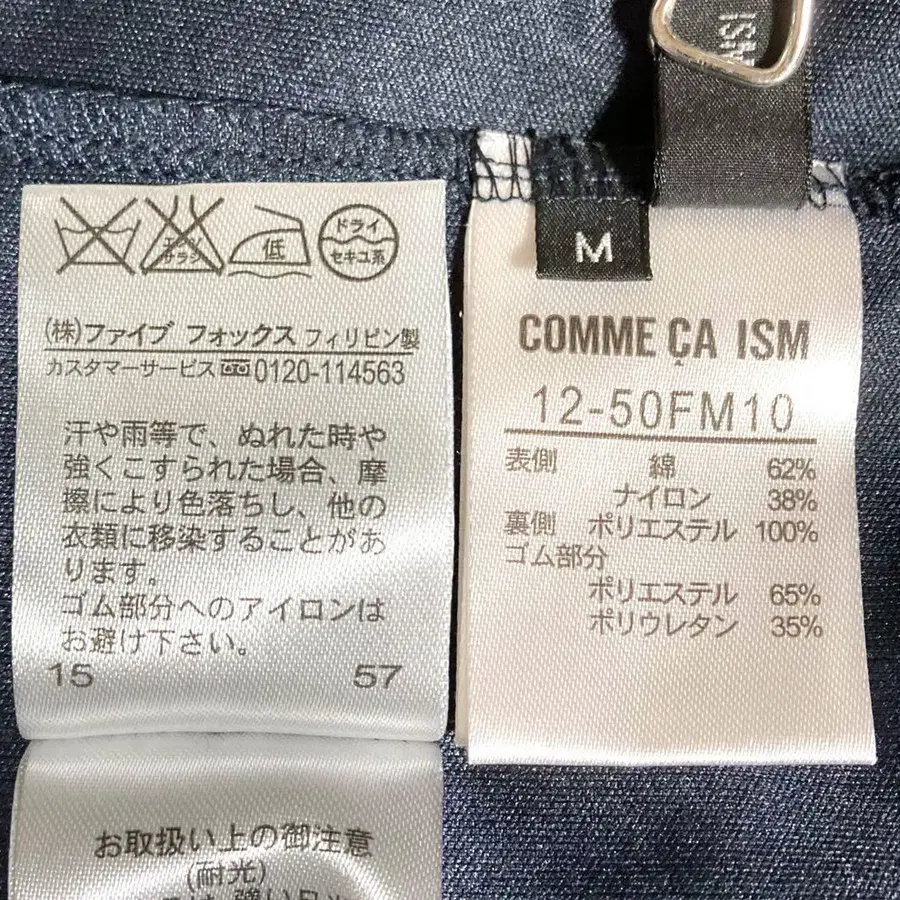 エンソ
サラシ
低
ドライ
セキユ系
(株)ファイブ フォックス フィリピン製
カスタマーサービス 0120-114563
汗や雨等で、ぬれた時や
強くこすられた場合、摩
擦により色落ちし、他の
衣類に移染することがあ
ります。
ゴム部分へのアイロンは
お避け下さい。
15 57
お取扱い上の御注意
(耐光)
M
COMME ÇA ISM
12-50FM10
表側 綿 62%
ナイロン 38%
裏側 ポリエステル 100%
ゴム部分
ポリエステル 65%
ポリウレタン 35%